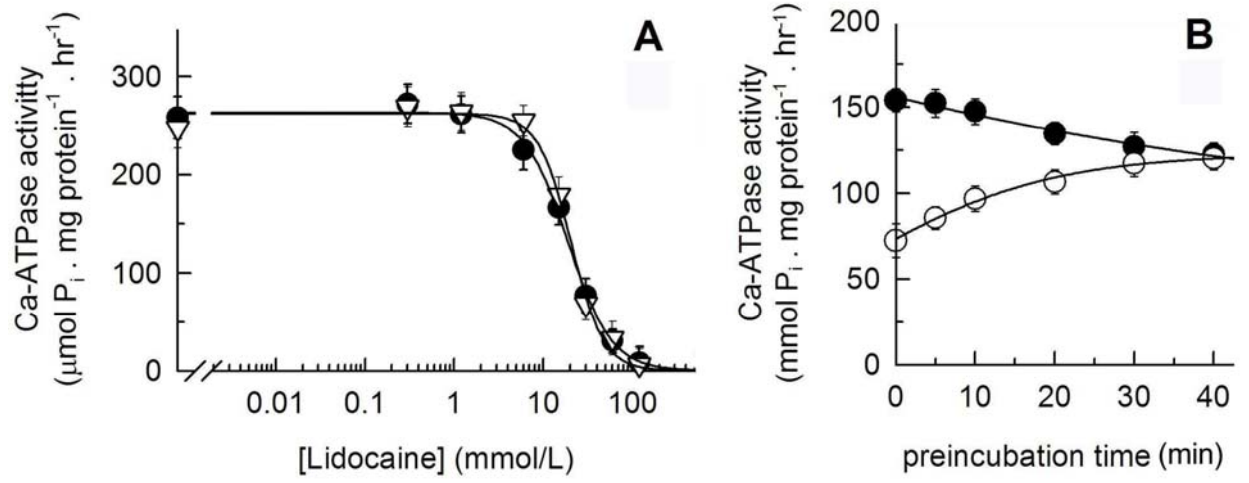 A
Ca-ATPase activitty
(μmol Pi . mg protein⁻¹ . hr⁻¹)
300
200
100
0
0.01 0.1 1 10 100
[Lidocaine] (mmol/L)
B
Ca-ATPase activity
(mmol Pi . mg protein⁻¹ . hr⁻¹)
200
150
100
50
0
0 10 20 30 40
preincubation time (min)